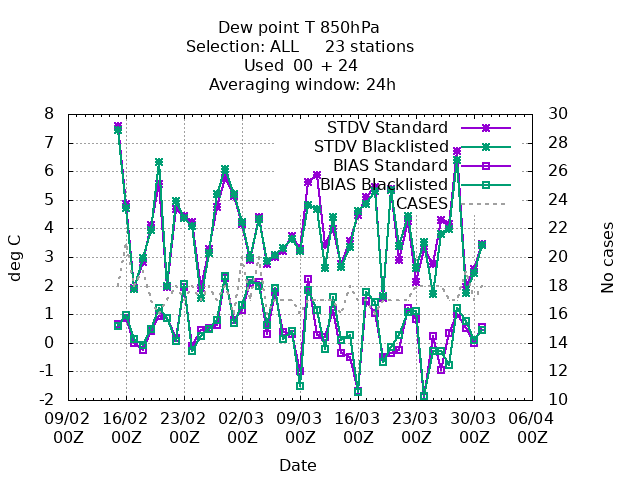 Dew point T 850hPa
Selection: ALL 23 stations
Used 00 + 24
Averaging window: 24h
8 30
STDV Standard
7 28
STDV Blacklisted
6 26
BIAS Standard
BIAS Blacklisted
5 24
CASES
4 22
3 20
2 18
1 16
0 14
-1 12
-2 10
deg C
No cases
09/02 16/02 23/02 02/03 09/03 16/03 23/03 30/03 06/04
00Z 00Z 00Z 00Z 00Z 00Z 00Z 00Z 00Z
Date